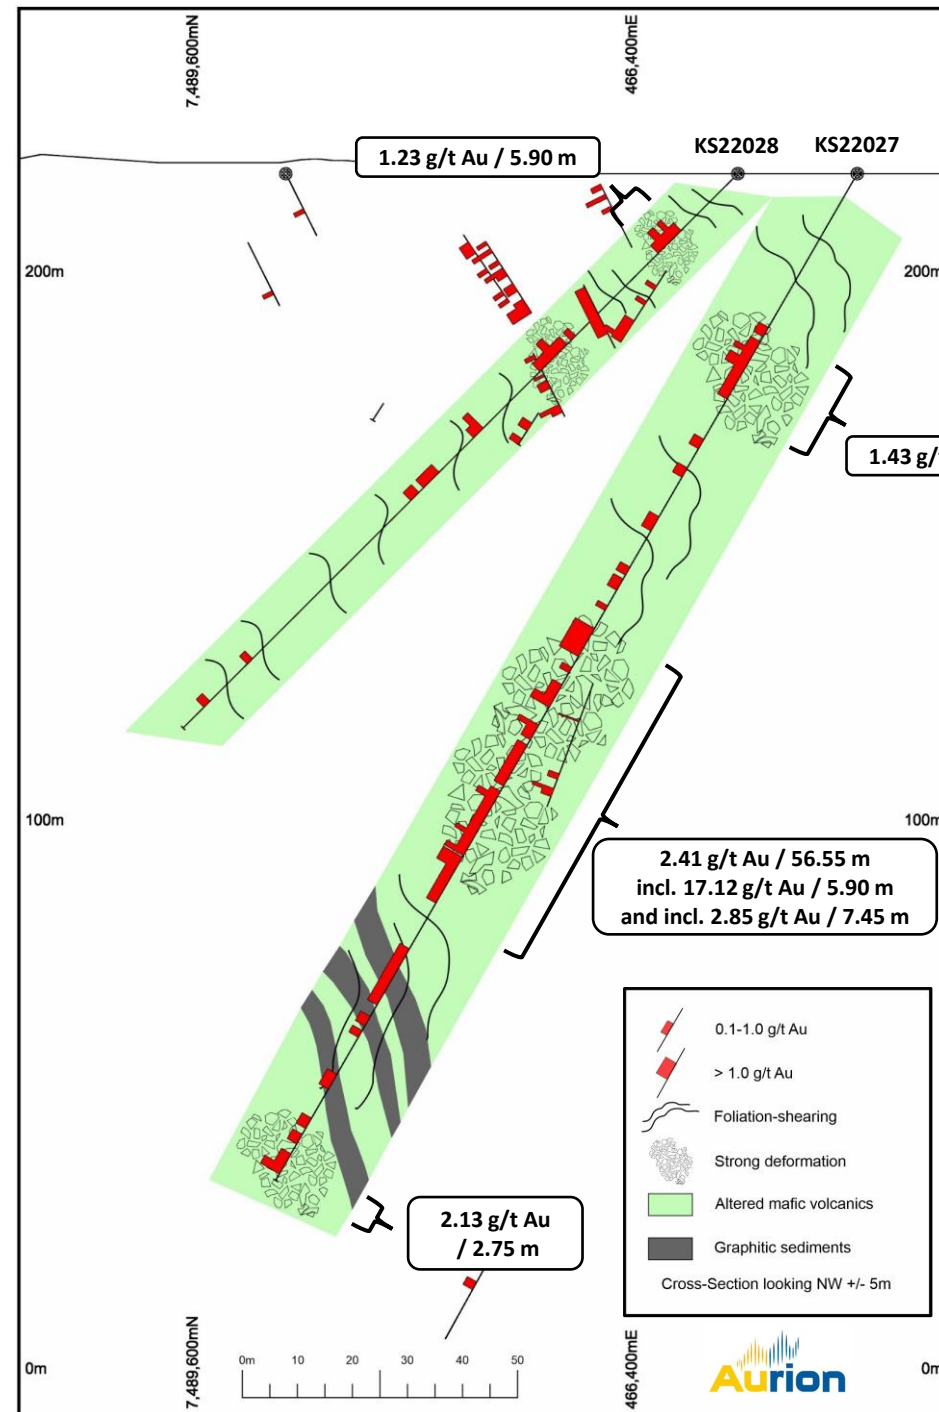 7,489,600mN
466,400mE
1.23 g/t Au / 5.90 m
KS22028
KS22027
200m
200m
1.43 g/
100m
100m
2.41 g/t Au / 56.55 m
incl. 17.12 g/t Au / 5.90 m
and incl. 2.85 g/t Au / 7.45 m
0.1-1.0 g/t Au
> 1.0 g/t Au
Foliation-shearing
Strong deformation
Altered mafic volcanics
Graphitic sediments
Cross-Section looking NW +/- 5m
2.13 g/t Au
/ 2.75 m
7,489,600mN
466,400mE
0m
0m 10 20 30 40 50
Aurion
0m